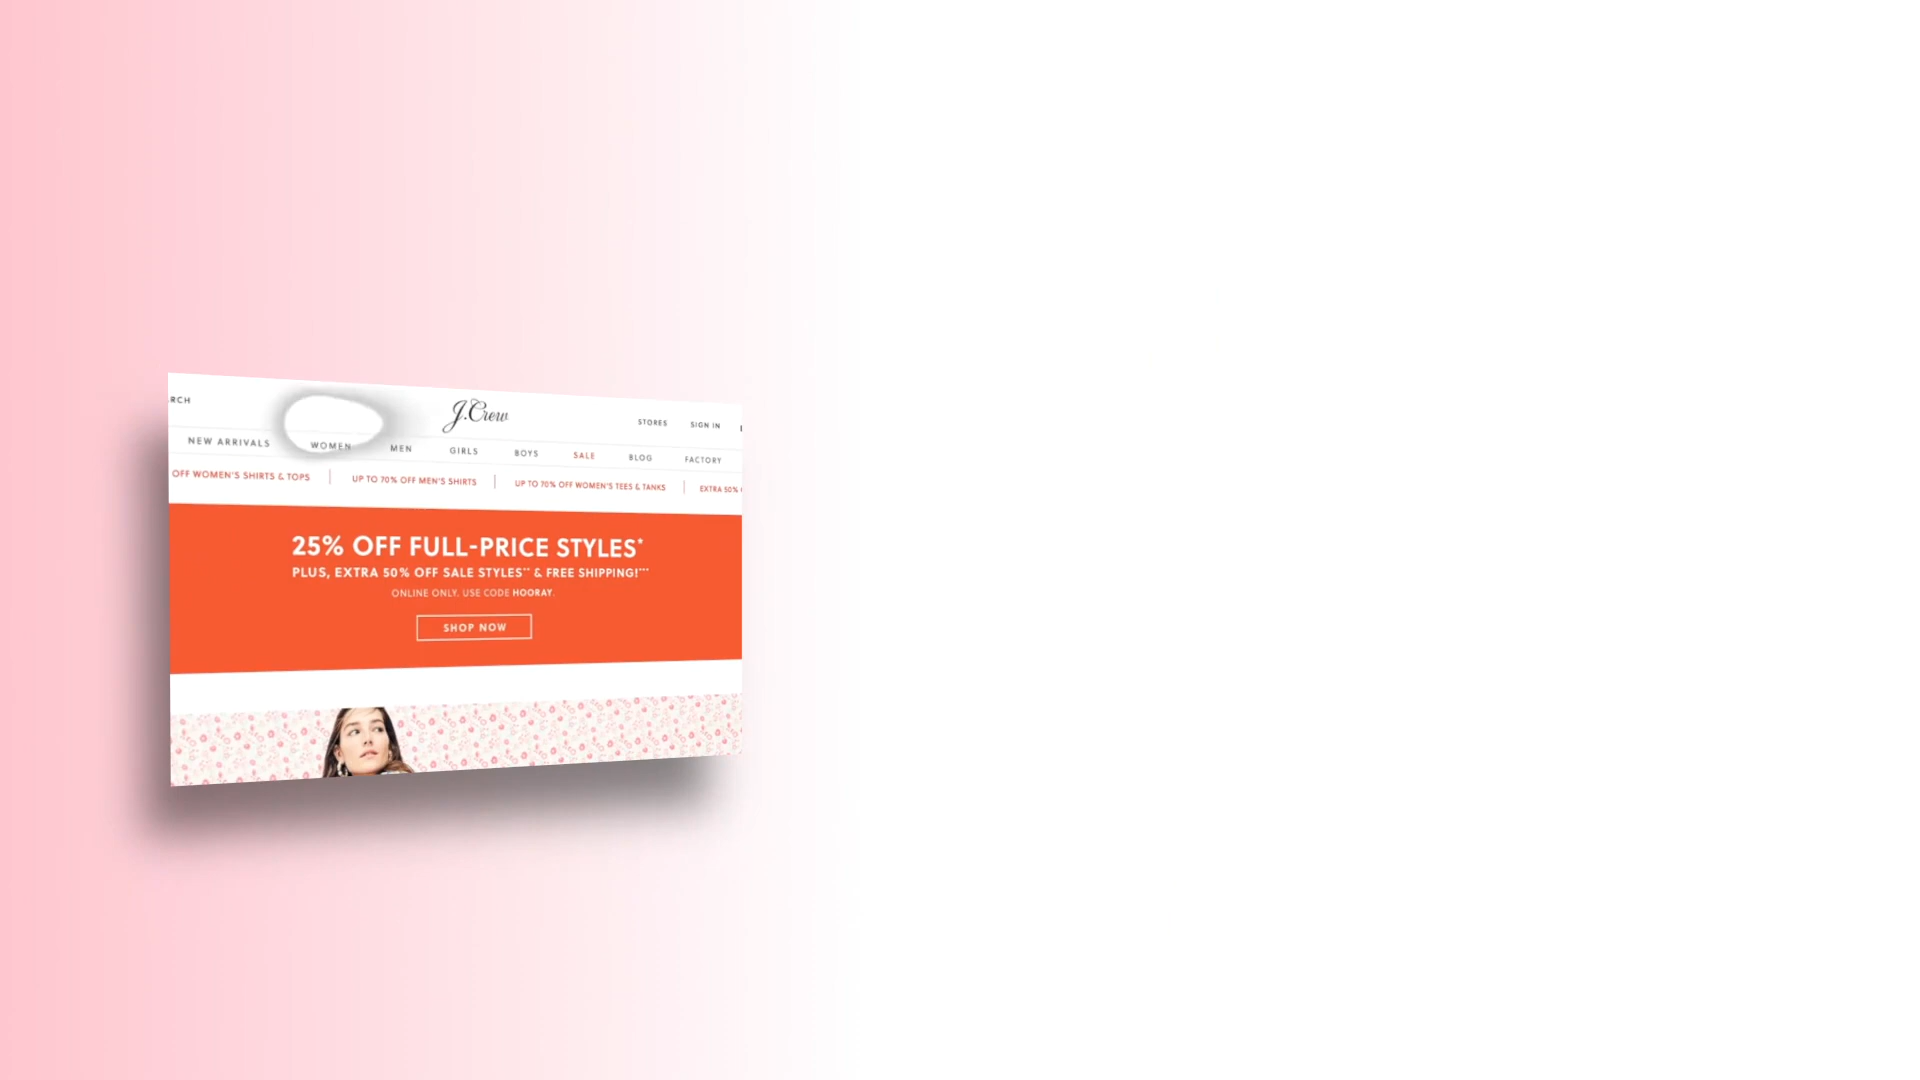 RCH
J.Crew
STORES SIGN IN
NEW ARRIVALS WOMEN MEN GIRLS BOYS SALE BLOG FACTORY
OFF WOMEN'S SHIRTS & TOPS | UP TO 70% OFF MEN'S SHIRTS | UP TO 70% OFF WOMEN'S TEES & TANKS | EXTRA 50%
25% OFF FULL-PRICE STYLES*
PLUS, EXTRA 50% OFF SALE STYLES** & FREE SHIPPING!***
ONLINE ONLY. USE CODE HOORAY.
SHOP NOW